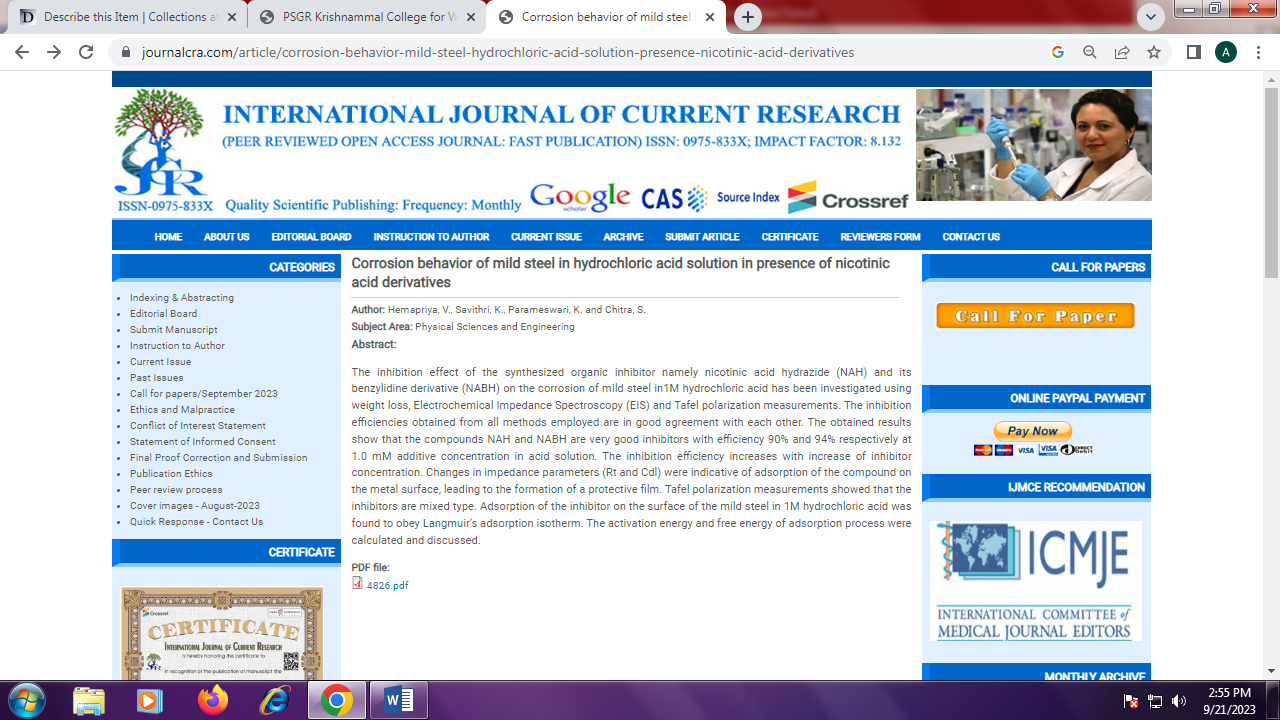 Describe this Item | Collections at
PSGR Krishnammal College for W
Corrosion behavior of mild steel
journalcra.com/article/corrosion-behavior-mild-steel-hydrochloric-acid-solution-presence-nicotinic-acid-derivatives
A
INTERNATIONAL JOURNAL OF CURRENT RESEARCH
(PEER REVIEWED OPEN ACCESS JOURNAL: FAST PUBLICATION) ISSN: 0975-833X; IMPACT FACTOR: 8.132
ISSN-0975-833X
Quality Scientific Publishing: Frequency: Monthly
Google
scholar
CAS
Source Index
Crossref
HOME ABOUT US EDITORIAL BOARD INSTRUCTION TO AUTHOR CURRENT ISSUE ARCHIVE SUBMIT ARTICLE CERTIFICATE REVIEWERS FORM CONTACT US
CATEGORIES
Indexing & Abstracting
Editorial Board
Submit Manuscript
Instruction to Author
Current Issue
Past Issues
Call for papers/September 2023
Ethics and Malpractice
Conflict of Interest Statement
Statement of Informed Consent
Final Proof Correction and Submission
Publication Ethics
Peer review process
Cover images - August-2023
Quick Response - Contact Us
CERTIFICATE
Crossref
CERTIFICATE
INTERNATIONAL JOURNAL OF CURRENT RESEARCH
is hereby honoring this certificate to
in recognition of the publication of manuscript title
Corrosion behavior of mild steel in hydrochloric acid solution in presence of nicotinic
acid derivatives
Author: Hemapriya, V., Savithri, K., Parameswari, K. and Chitra, S.
Subject Area: Physical Sciences and Engineering
Abstract:
The inhibition effect of the synthesized organic inhibitor namely nicotinic acid hydrazide (NAH) and its
benzylidine derivative (NABH) on the corrosion of mild steel in1M hydrochloric acid has been investigated using
weight loss, Electrochemical Impedance Spectroscopy (EIS) and Tafel polarization measurements. The inhibition
efficiencies obtained from all methods employed are in good agreement with each other. The obtained results
show that the compounds NAH and NABH are very good inhibitors with efficiency 90% and 94% respectively at
1.0 mM additive concentration in acid solution. The inhibition efficiency increases with increase of inhibitor
concentration. Changes in impedance parameters (Rt and Cdl) were indicative of adsorption of the compound on
the metal surface, leading to the formation of a protective film. Tafel polarization measurements showed that the
inhibitors are mixed type. Adsorption of the inhibitor on the surface of the mild steel in 1M hydrochloric acid was
found to obey Langmuir's adsorption isotherm. The activation energy and free energy of adsorption process were
calculated and discussed.
PDF file:
4826.pdf
CALL FOR PAPERS
Call For Paper
ONLINE PAYPAL PAYMENT
Pay Now
VISA
VISA
IJMCE RECOMMENDATION
ICMJE
INTERNATIONAL COMMITTEE of
MEDICAL JOURNAL EDITORS
MONTHLY ARCHIVE
2:55 PM
9/21/2023